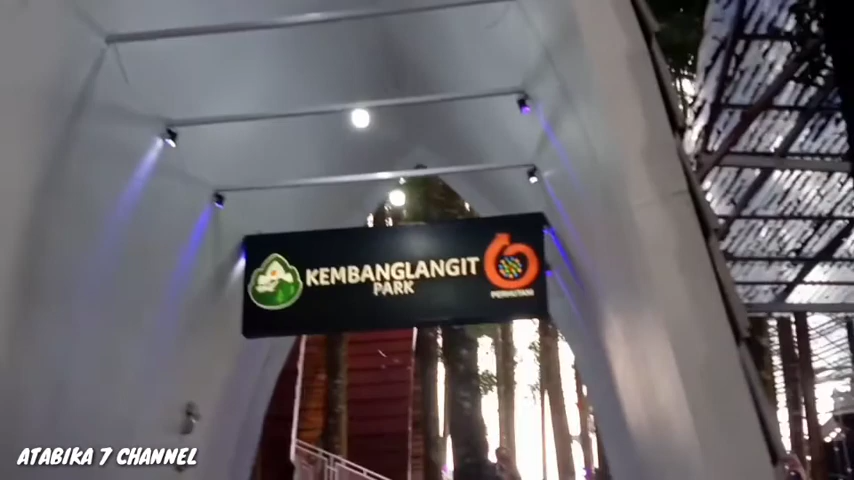 KEMBANGLANGIT
PARK
PERHUTANI
ATABIKA 7 CHANNEL